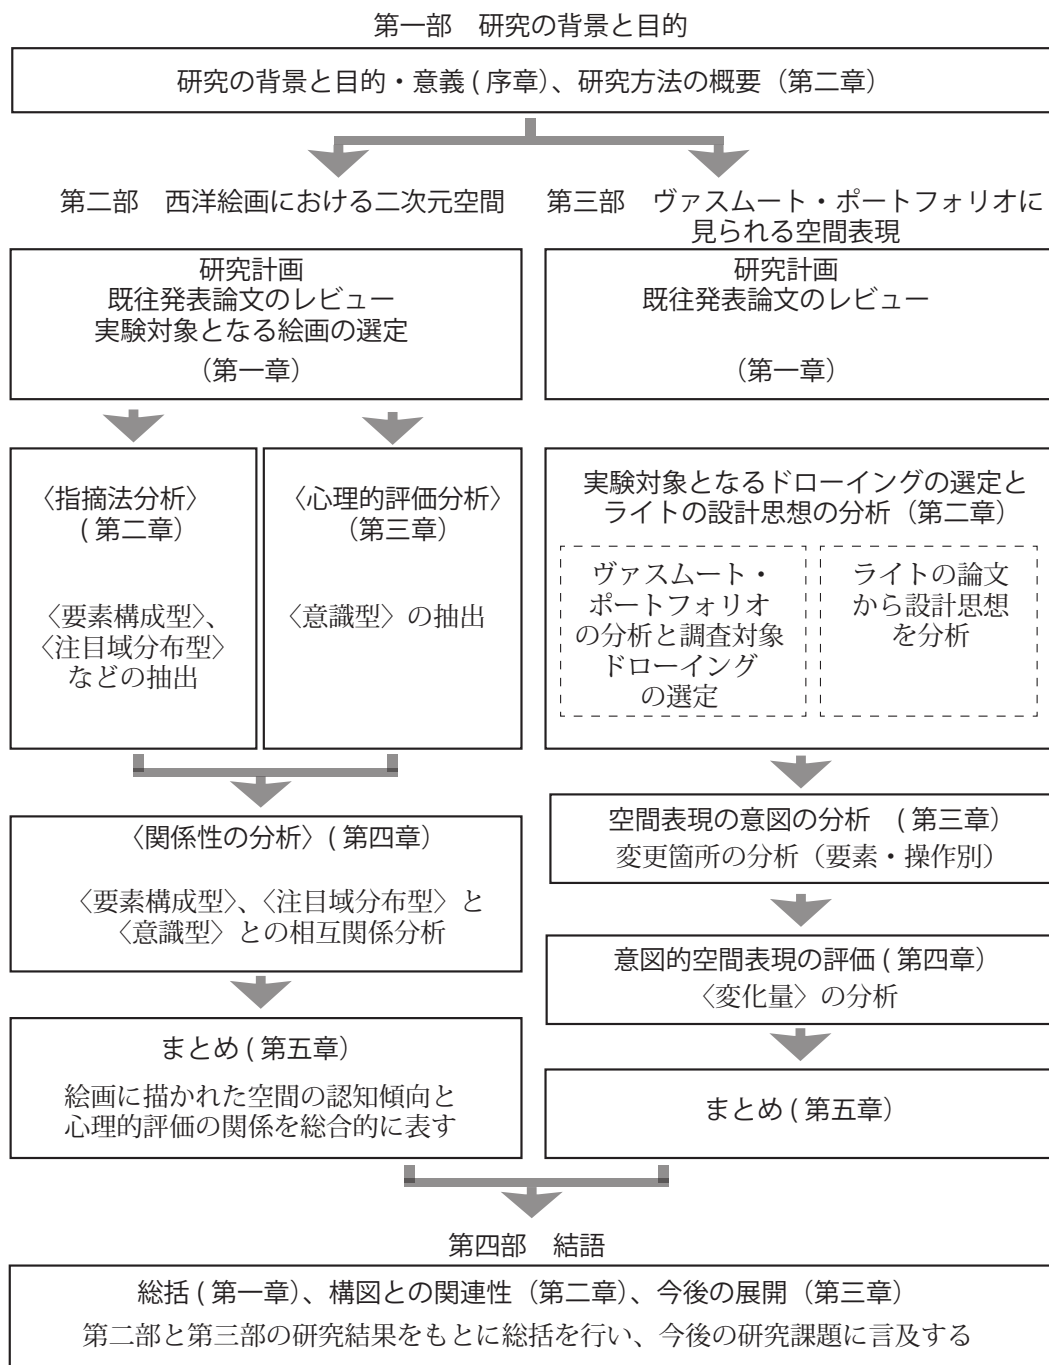 第一部　研究の背景と目的
研究の背景と目的・意義 ( 序章）、研究方法の概要（第二章）
第二部　西洋絵画における二次元空間
研究計画
既往発表論文のレビュー
実験対象となる絵画の選定
（第一章）
〈指摘法分析〉
( 第二章）
〈要素構成型〉、
〈注目域分布型〉
などの抽出
〈心理的評価分析〉
（第三章）
〈意識型〉の抽出
〈関係性の分析〉( 第四章）
〈要素構成型〉、〈注目域分布型〉と
〈意識型〉との相互関係分析
まとめ ( 第五章）
絵画に描かれた空間の認知傾向と
心理的評価の関係を総合的に表す
第三部　ヴァスムート・ポートフォリオに
見られる空間表現
研究計画
既往発表論文のレビュー
（第一章）
実験対象となるドローイングの選定と
ライトの設計思想の分析（第二章）
ヴァスムート・
ポートフォリオ
の分析と調査対象
ドローイング
の選定
ライトの論文
から設計思想
を分析
空間表現の意図の分析　( 第三章）
変更箇所の分析（要素・操作別）
意図的空間表現の評価 ( 第四章）
〈変化量〉の分析
まとめ ( 第五章）
第四部　結語
総括 ( 第一章）、構図との関連性（第二章）、今後の展開（第三章）
第二部と第三部の研究結果をもとに総括を行い、今後の研究課題に言及する